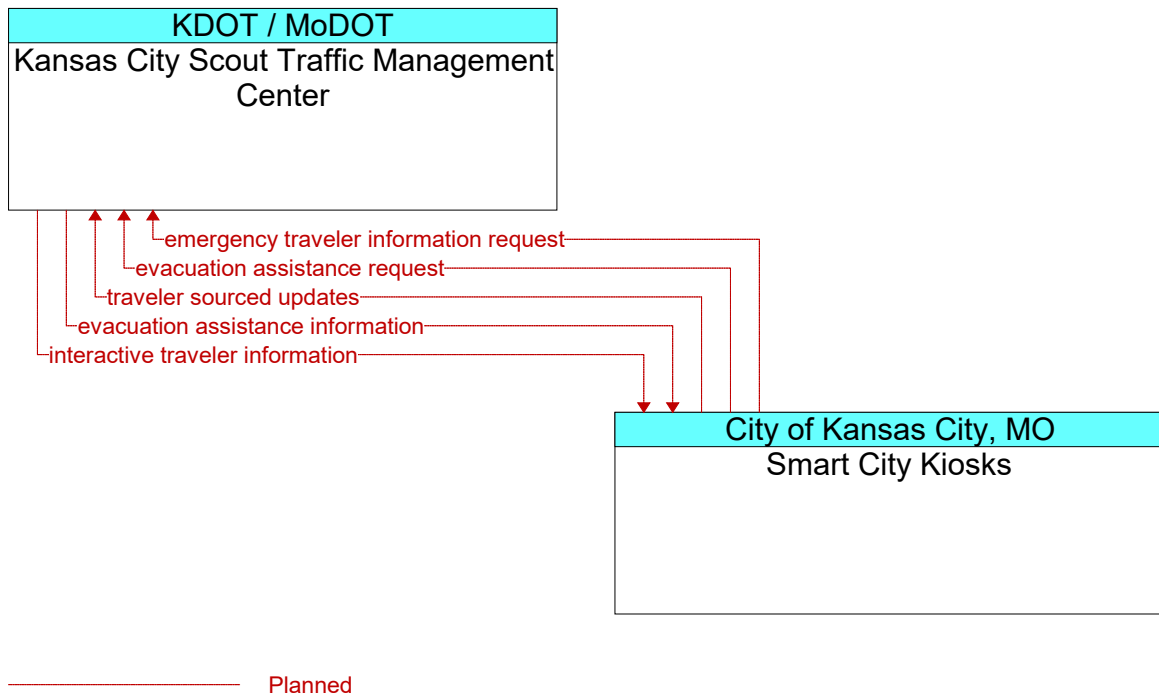 KDOT / MoDOT
Kansas City Scout Traffic Management
Center
emergency traveler information request
evacuation assistance request
traveler sourced updates
evacuation assistance information
interactive traveler information
City of Kansas City, MO
Smart City Kiosks
Planned